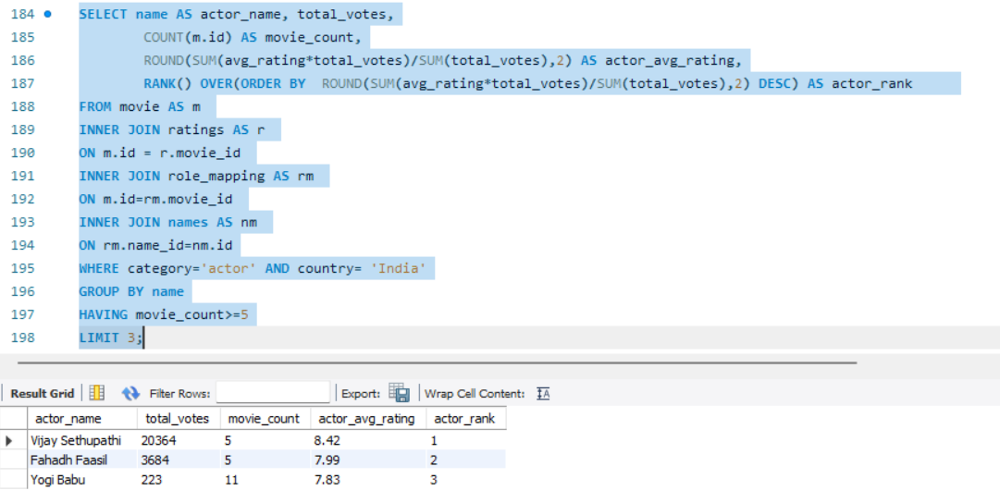 184 SELECT name AS actor_name, total_votes,
185 COUNT(m.id) AS movie_count,
186 ROUND(SUM(avg_rating*total_votes)/SUM(total_votes),2) AS actor_avg_rating,
187 RANK() OVER(ORDER BY  ROUND(SUM(avg_rating*total_votes)/SUM(total_votes),2) DESC) AS actor_rank
188 FROM movie AS m
189 INNER JOIN ratings AS r
190 ON m.id = r.movie_id
191 INNER JOIN role_mapping AS rm
192 ON m.id=rm.movie_id
193 INNER JOIN names AS nm
194 ON rm.name_id=nm.id
195 WHERE category='actor' AND country= 'India'
196 GROUP BY name
197 HAVING movie_count>=5
198 LIMIT 3;
Result Grid Filter Rows: Export: Wrap Cell Content:
actor_name total_votes movie_count actor_avg_rating actor_rank
Vijay Sethupathi 20364 5 8.42 1
Fahadh Faasil 3684 5 7.99 2
Yogi Babu 223 11 7.83 3